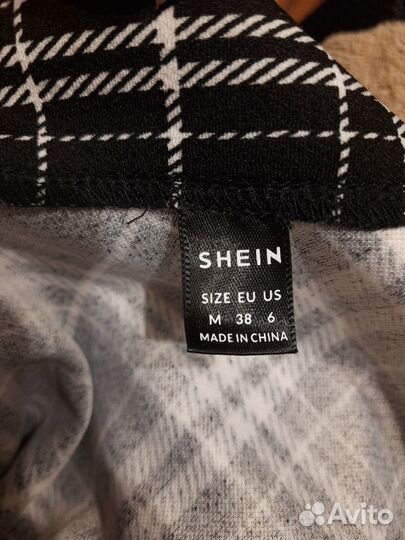 SHEIN
SIZE EU US
M 38 6
MADE IN CHINA
Avito